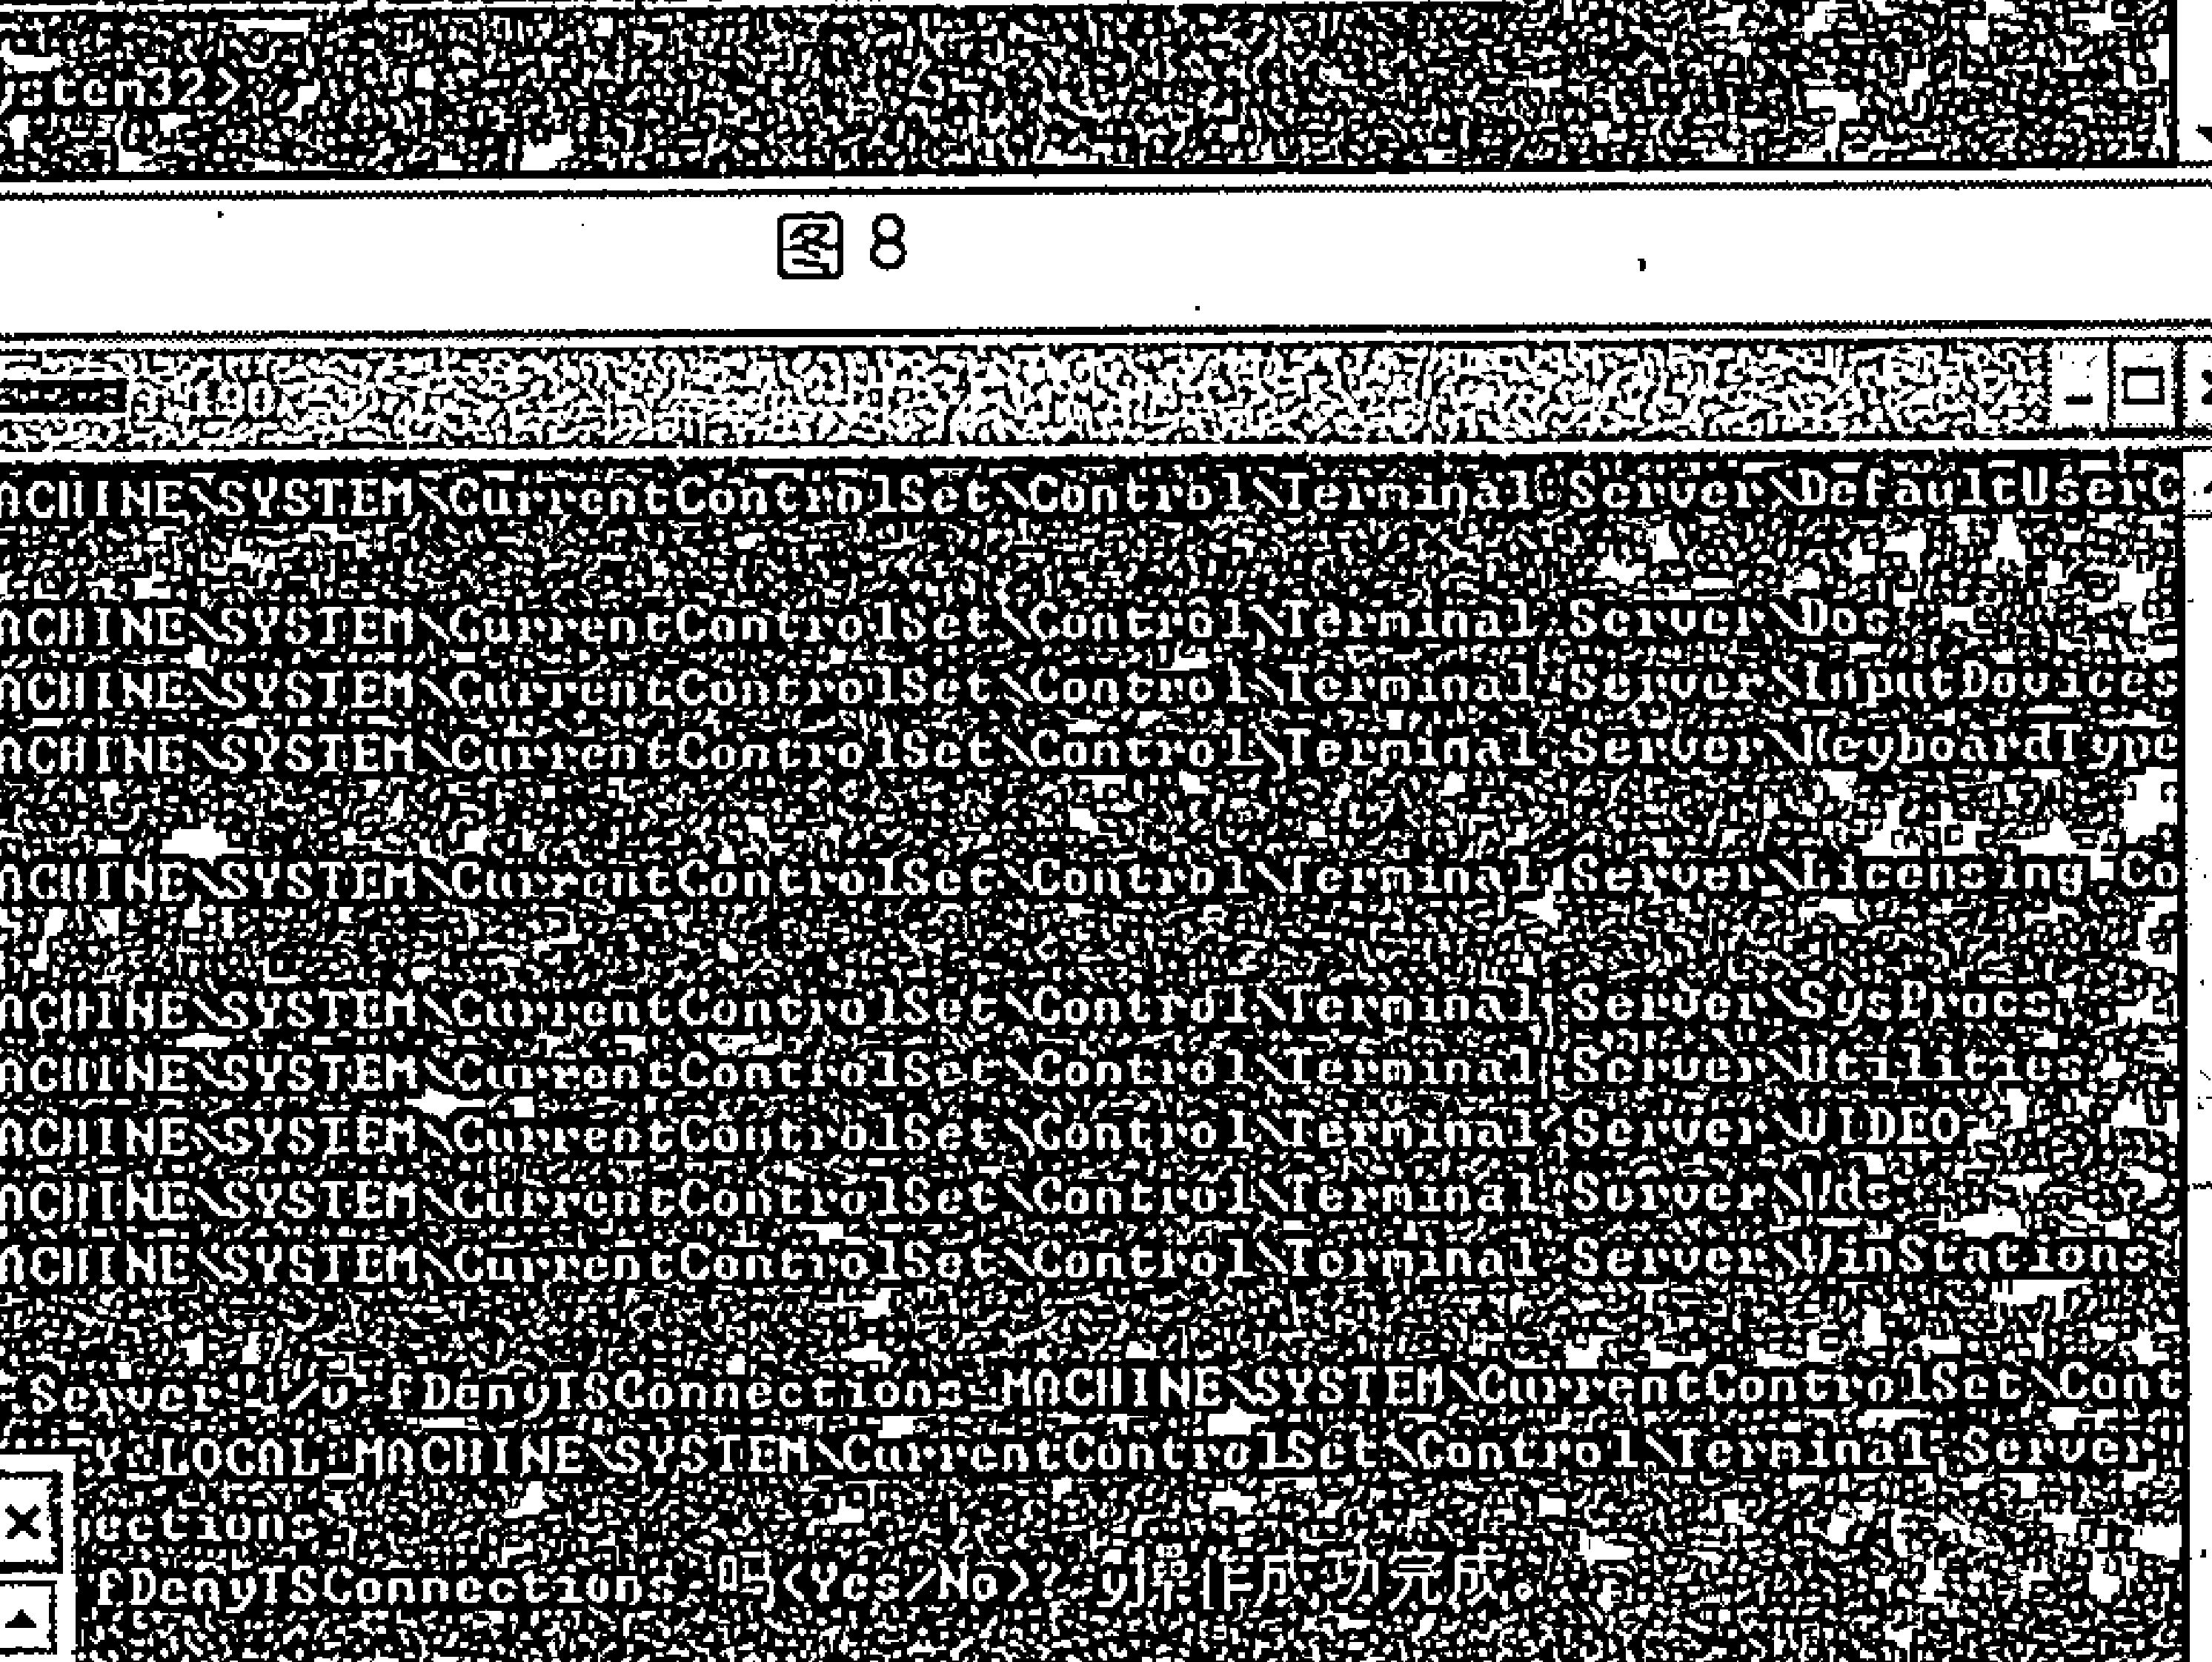 ystem32>
图 8
ACHINE\SYSTEM\CurrentControlSet\Control\Terminal Server\DefaultUserC
ACHINE\SYSTEM\CurrentControlSet\Control\Terminal Server\Dos
ACHINE\SYSTEM\CurrentControlSet\Control\Terminal Server\InputDevices
ACHINE\SYSTEM\CurrentControlSet\Control\Terminal Server\KeyboardType
ACHINE\SYSTEM\CurrentControlSet\Control\Terminal Server\Licensing Co
ACHINE\SYSTEM\CurrentControlSet\Control\Terminal Server\SysProcs
ACHINE\SYSTEM\CurrentControlSet\Control\Terminal Server\Utilities
ACHINE\SYSTEM\CurrentControlSet\Control\Terminal Server\VIDEO
ACHINE\SYSTEM\CurrentControlSet\Control\Terminal Server\Wds
ACHINE\SYSTEM\CurrentControlSet\Control\Terminal Server\WinStations
Server" /v fDenyTSConnections MACHINE\SYSTEM\CurrentControlSet\Cont
Y_LOCAL_MACHINE\SYSTEM\CurrentControlSet\Control\Terminal Server
ections
fDenyTSConnections 吗(Yes/No)? y操作成功完成。